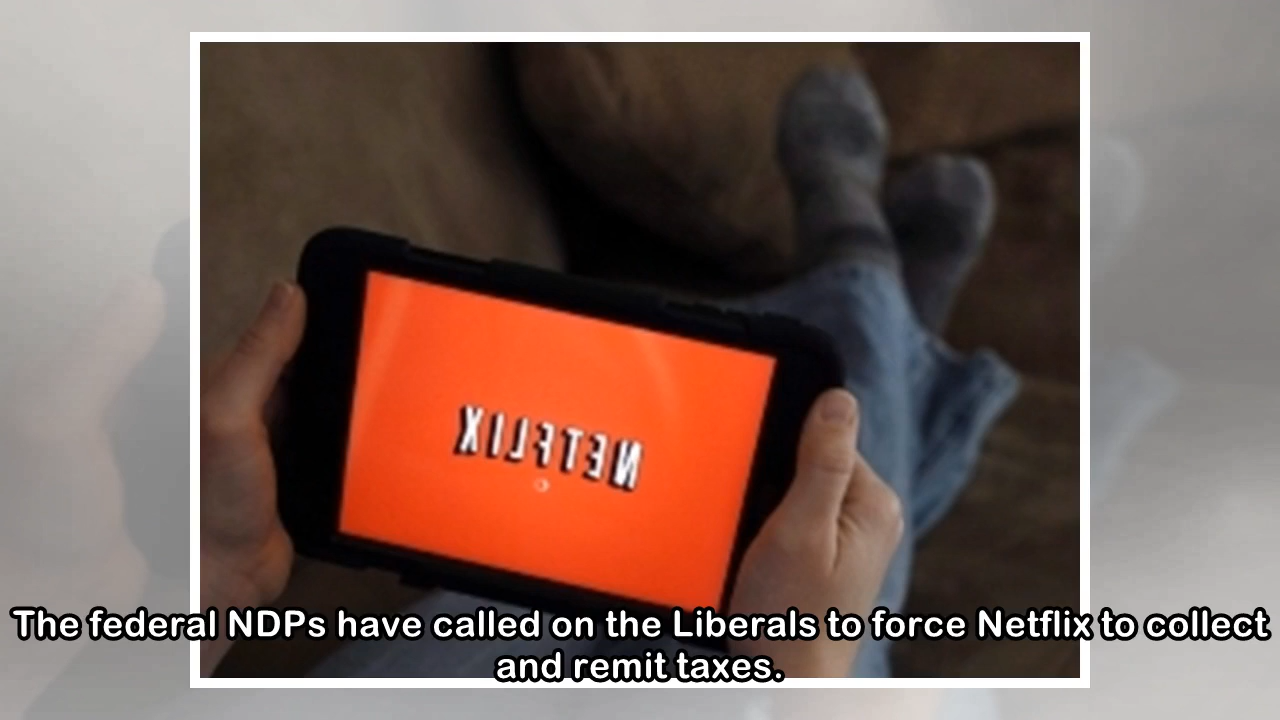 NETFLIX
The federal NDPs have called on the Liberals to force Netflix to collect
and remit taxes.